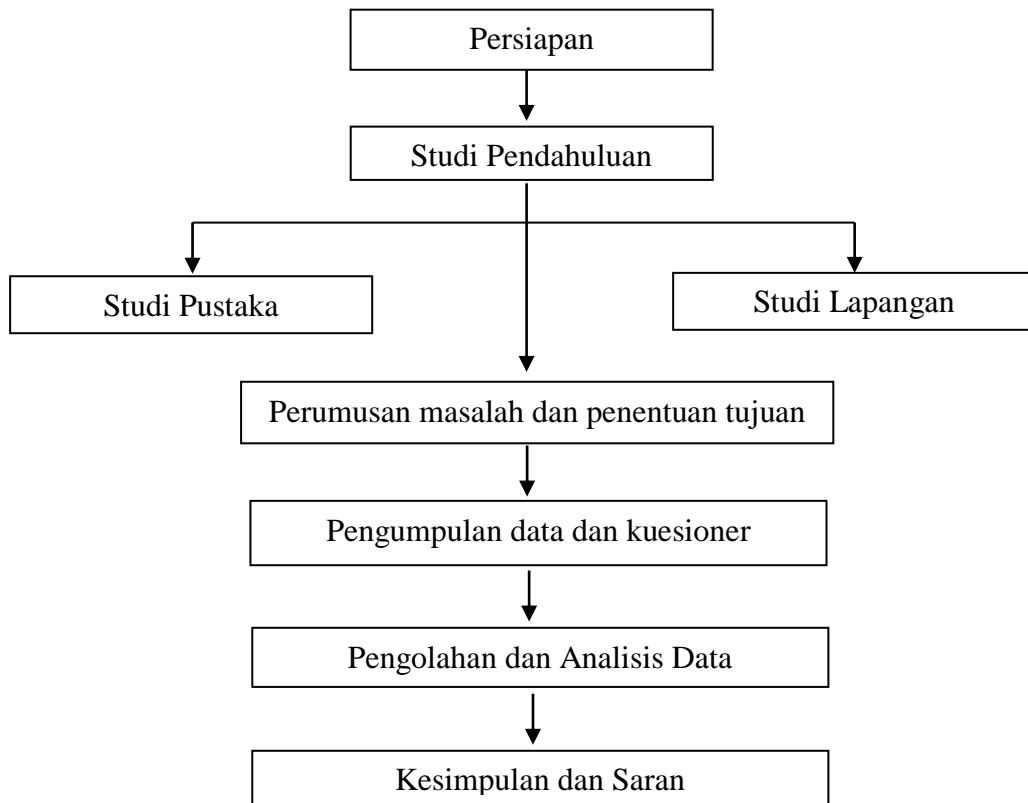 Persiapan
Studi Pendahuluan
Studi Pustaka
Studi Lapangan
Perumusan masalah dan penentuan tujuan
Pengumpulan data dan kuesioner
Pengolahan dan Analisis Data
Kesimpulan dan Saran